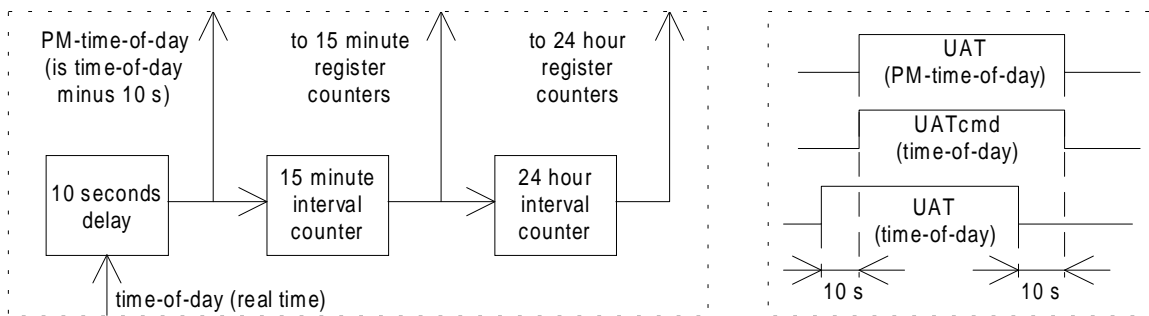 PM-time-of-day
(is time-of-day
minus 10 s)
to 15 minute
register
counters
to 24 hour
register
counters
10 seconds
delay
15 minute
interval
counter
24 hour
interval
counter
time-of-day (real time)
UAT
(PM-time-of-day)
UATcmd
(time-of-day)
UAT
(time-of-day)
10 s
10 s